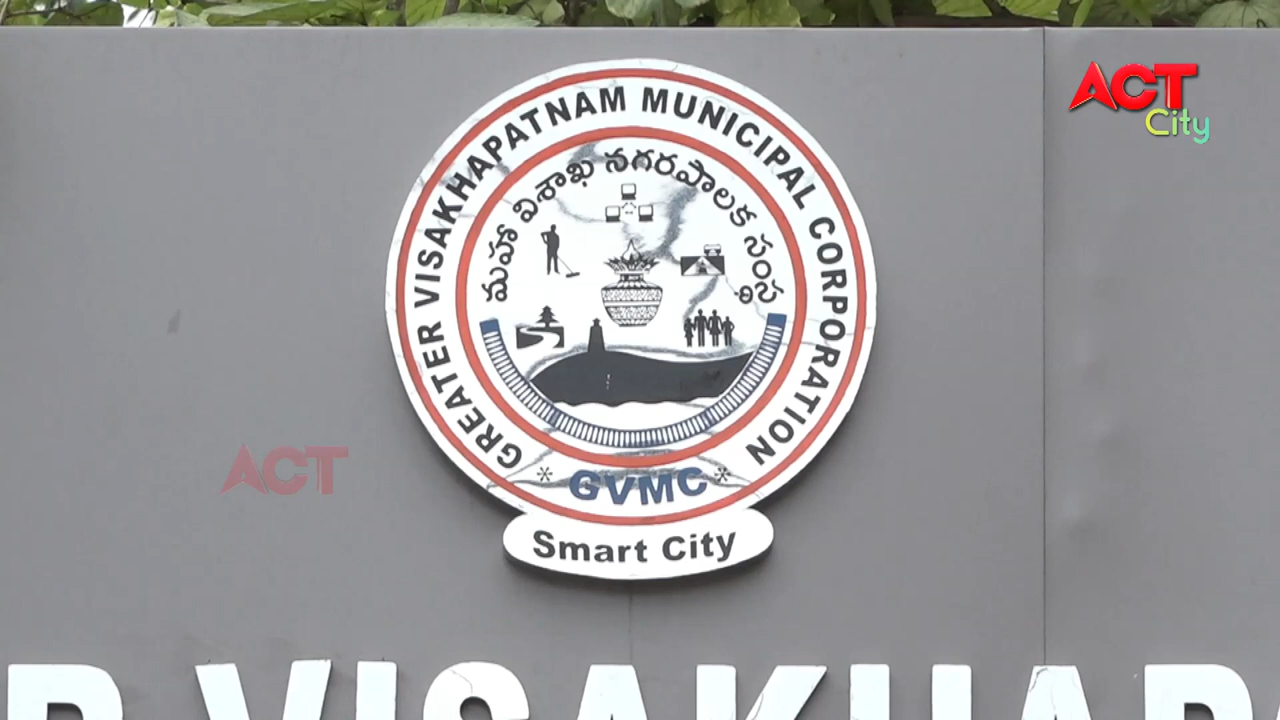 ACT
City
GREATER VISAKHAPATNAM MUNICIPAL CORPORATION
మహా విశాఖ నగరపాలక సంస్థ
* GVMC *
Smart City
ACT